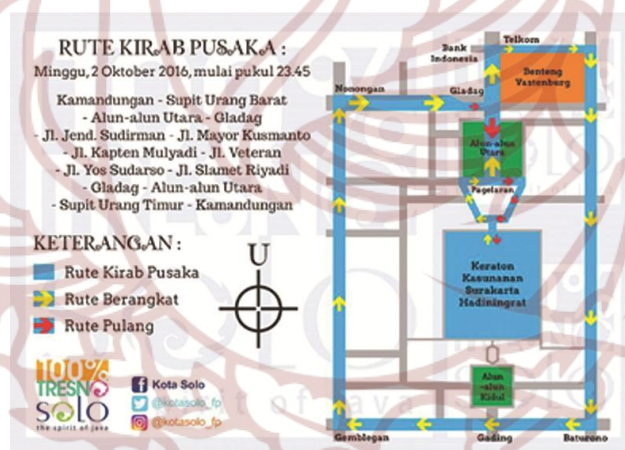 RUTE KIRAB PUSAKA :
Minggu, 2 Oktober 2016, mulai pukul 23.45
Kamandungan - Supit Urang Barat
- Alun-alun Utara - Gladag
- Jl. Jend. Sudirman - Jl. Mayor Kusmanto
- Jl. Kapten Mulyadi - Jl. Veteran
- Jl. Yos Sudarso - Jl. Slamet Riyadi
- Gladag - Alun-alun Utara
- Supit Urang Timur - Kamandungan
KETERANGAN :
Rute Kirab Pusaka
Rute Berangkat
Rute Pulang
U
100%
TRESNO
solo
the spirit of java
Kota Solo
@kotasolo_fp
@kotasolo_fp
Telkom
Bank
Indonesia
Benteng
Vastenburg
Nonongan
Gladag
Alun-alun
Utara
Pagelaran
Keraton
Kasunanan
Surakarta
Hadiningrat
Alun
-alun
Kidul
Gemblegan
Gading
Baturono